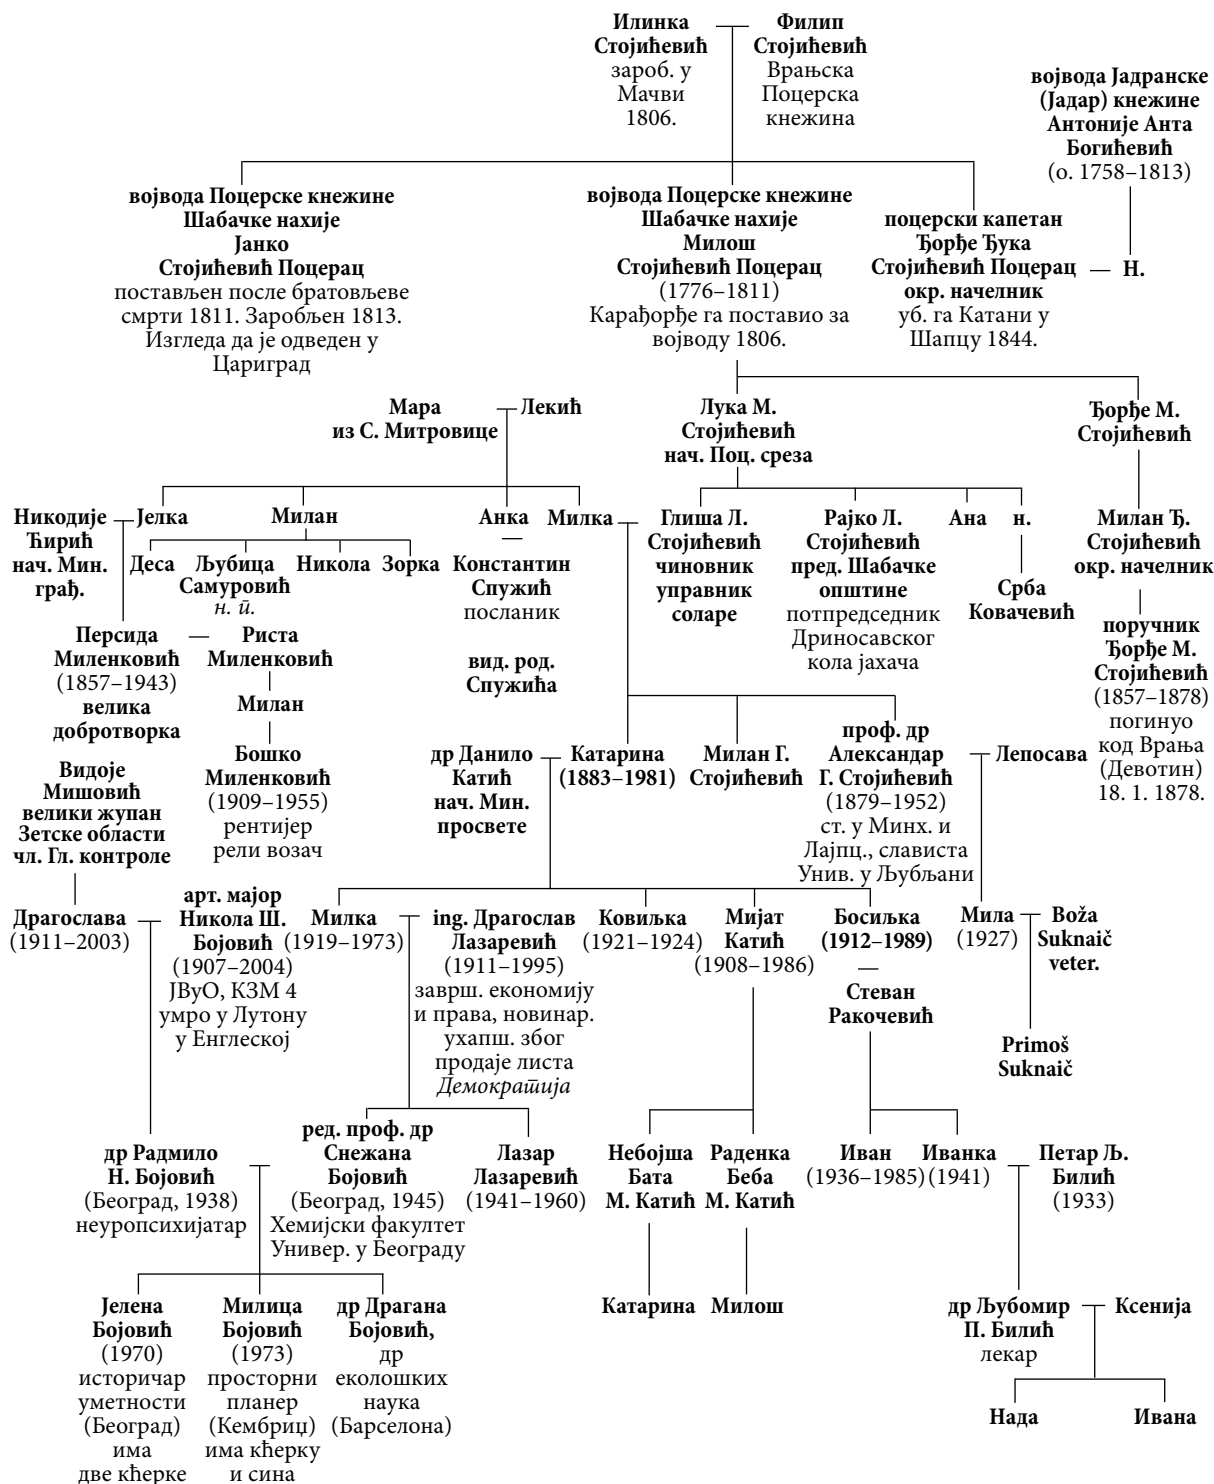 Илинка
Стојићевић
зароб. у
Мачви
1806.
Филип
Стојићевић
Врањска
Поцерска
кнежина
војвода Јадранске
(Јадар) кнежине
Антоније Анта
Богићевић
(о. 1758–1813)
војвода Поцерске кнежине
Шабачке нахије
Јанко
Стојићевић Поцерац
постављен после братовљеве
смрти 1811. Заробљен 1813.
Изгледа да је одведен у
Цариград
војвода Поцерске кнежине
Шабачке нахије
Милош
Стојићевић Поцерац
(1776–1811)
Карађорђе га поставио за
војводу 1806.
поцерски капетан
Ђорђе Ђука
Стојићевић Поцерац
окр. начелник
уб. га Катани у
Шапцу 1844.
— Н.
Мара
из С. Митровице
Лекић
Лука М.
Стојићевић
нач. Поц. среза
Ђорђе М.
Стојићевић
Никодије
Ћирић
нач. Мин.
грађ.
Јелка
Милан
Анка
—
Константин
Спужић
посланик
вид. род.
Спужића
Милка
Глиша Л.
Стојићевић
чиновник
управник
соларе
Рајко Л.
Стојићевић
пред. Шабачке
општине
потпредседник
Дриносавског
кола јахача
Ана
н.
Срба
Ковачевић
Милан Ђ.
Стојићевић
окр. начелник
Деса
Љубица
Самуровић
н. п.
Никола
Зорка
поручник
Ђорђе М.
Стојићевић
(1857–1878)
погинуо
код Врања
(Девотин)
18. 1. 1878.
Персида
Миленковић
(1857–1943)
велика
добротворка
—
Риста
Миленковић
Милан
Бошко
Миленковић
(1909–1955)
рентијер
рели возач
Видоје
Мишовић
велики жупан
Зетске области
чл. Гл. контроле
др Данило
Катић
нач. Мин.
просвете
Катарина
(1883–1981)
Милан Г.
Стојићевић
проф. др
Александар
Г. Стојићевић
(1879–1952)
ст. у Минх. и
Лајпц., слависта
Унив. у Љубљани
Лепосава
Драгослава
(1911–2003)
арт. мајор
Никола Ш.
Бојовић
(1907–2004)
ЈВуО, КЗМ 4
умро у Лутону
у Енглеској
Милка
(1919–1973)
ing. Драгослав
Лазаревић
(1911–1995)
заврш. економију
и права, новинар.
ухапш. због
продаје листа
Демократија
Ковиљка
(1921–1924)
Мијат
Катић
(1908–1986)
Босиљка
(1912–1989)
—
Стеван
Ракочевић
Мила
(1927)
Воžа
Suknaič
veter.
Primoš
Suknaič
др Радмило
Н. Бојовић
(Београд, 1938)
неуропсихијатар
ред. проф. др
Снежана
Бојовић
(Београд, 1945)
Хемијски факултет
Универ. у Београду
Лазар
Лазаревић
(1941–1960)
Небојша
Бата
М. Катић
Раденка
Беба
М. Катић
Иван
(1936–1985)
Иванка
(1941)
Петар Љ.
Билић
(1933)
Јелена
Бојовић
(1970)
историчар
уметности
(Београд)
има
две кћерке
Милица
Бојовић
(1973)
просторни
планер
(Кембриџ)
има кћерку
и сина
др Драгана
Бојовић,
др
еколошких
наука
(Барселона)
Катарина
Милош
др Љубомир
П. Билић
лекар
Ксенија
Нада
Ивана